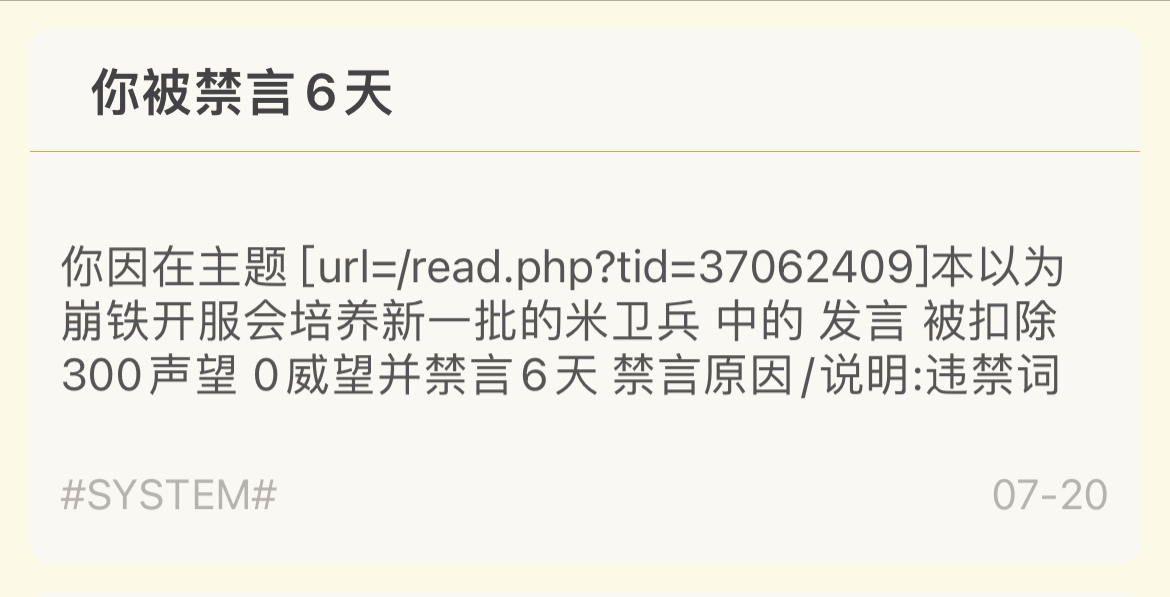 你被禁言6天
你因在主题 [url=/read.php?tid=37062409]本以为
崩铁开服会培养新一批的米卫兵 中的 发言 被扣除
300声望 0威望并禁言6天 禁言原因/说明:违禁词
#SYSTEM# 07-20